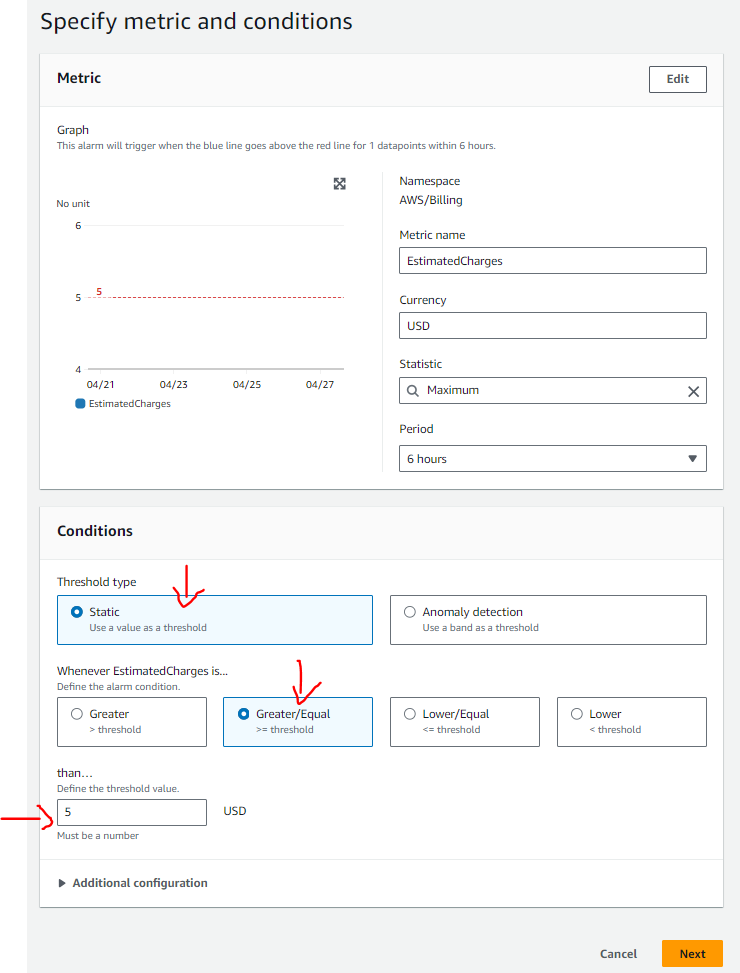 Specify metric and conditions
Metric
Edit
Graph
This alarm will trigger when the blue line goes above the red line for 1 datapoints within 6 hours.
No unit
6
5
5
4
04/21 04/23 04/25 04/27
EstimatedCharges
Namespace
AWS/Billing
Metric name
EstimatedCharges
Currency
USD
Statistic
Maximum
Period
6 hours
Conditions
Threshold type
Static
Use a value as a threshold
Anomaly detection
Use a band as a threshold
Whenever EstimatedCharges is...
Define the alarm condition.
Greater
> threshold
Greater/Equal
>= threshold
Lower/Equal
<= threshold
Lower
< threshold
than...
Define the threshold value.
5 USD
Must be a number
Additional configuration
Cancel Next